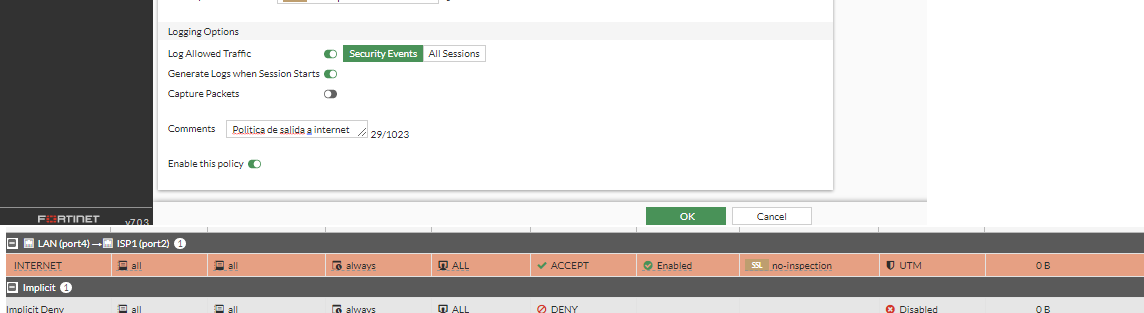 Logging Options
Log Allowed Traffic Security Events All Sessions
Generate Logs when Session Starts
Capture Packets
Comments Politica de salida a internet 29/1023
Enable this policy
FORTINET v7.0.3
OK Cancel
LAN (port4) → ISP1 (port2) 1
INTERNET all all always ALL ACCEPT Enabled SSL no-inspection UTM 0 B
Implicit 1
Implicit Deny all all always ALL DENY Disabled 0 B